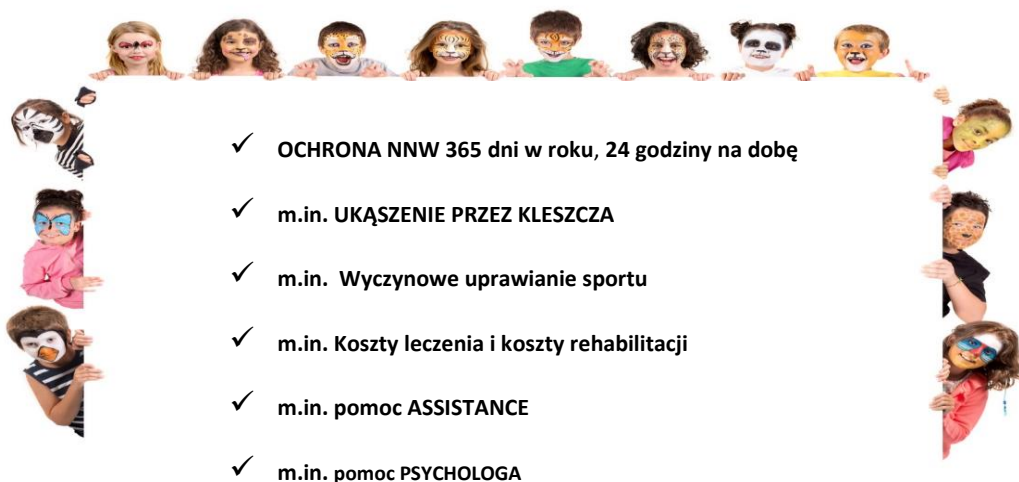 ✓ OCHRONA NNW 365 dni w roku, 24 godziny na dobę
✓ m.in. UKĄSZENIE PRZEZ KLESZCZA
✓ m.in. Wyczynowe uprawianie sportu
✓ m.in. Koszty leczenia i koszty rehabilitacji
✓ m.in. pomoc ASSISTANCE
✓ m.in. pomoc PSYCHOLOGA